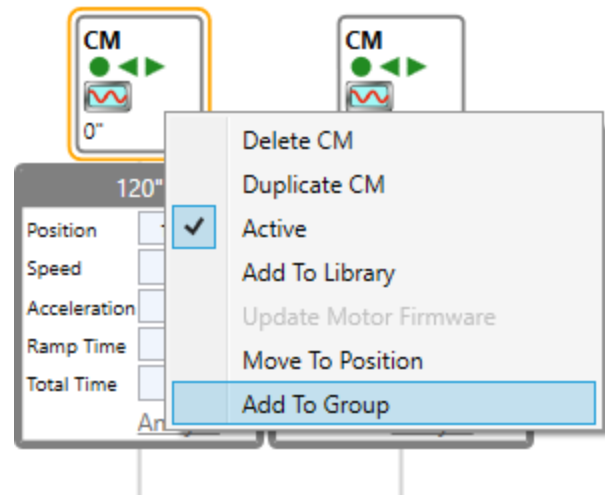 CM
CM
0"
Delete CM
Duplicate CM
120"
Position
Active
Speed
Add To Library
Acceleration
Update Motor Firmware
Ramp Time
Move To Position
Total Time
Add To Group